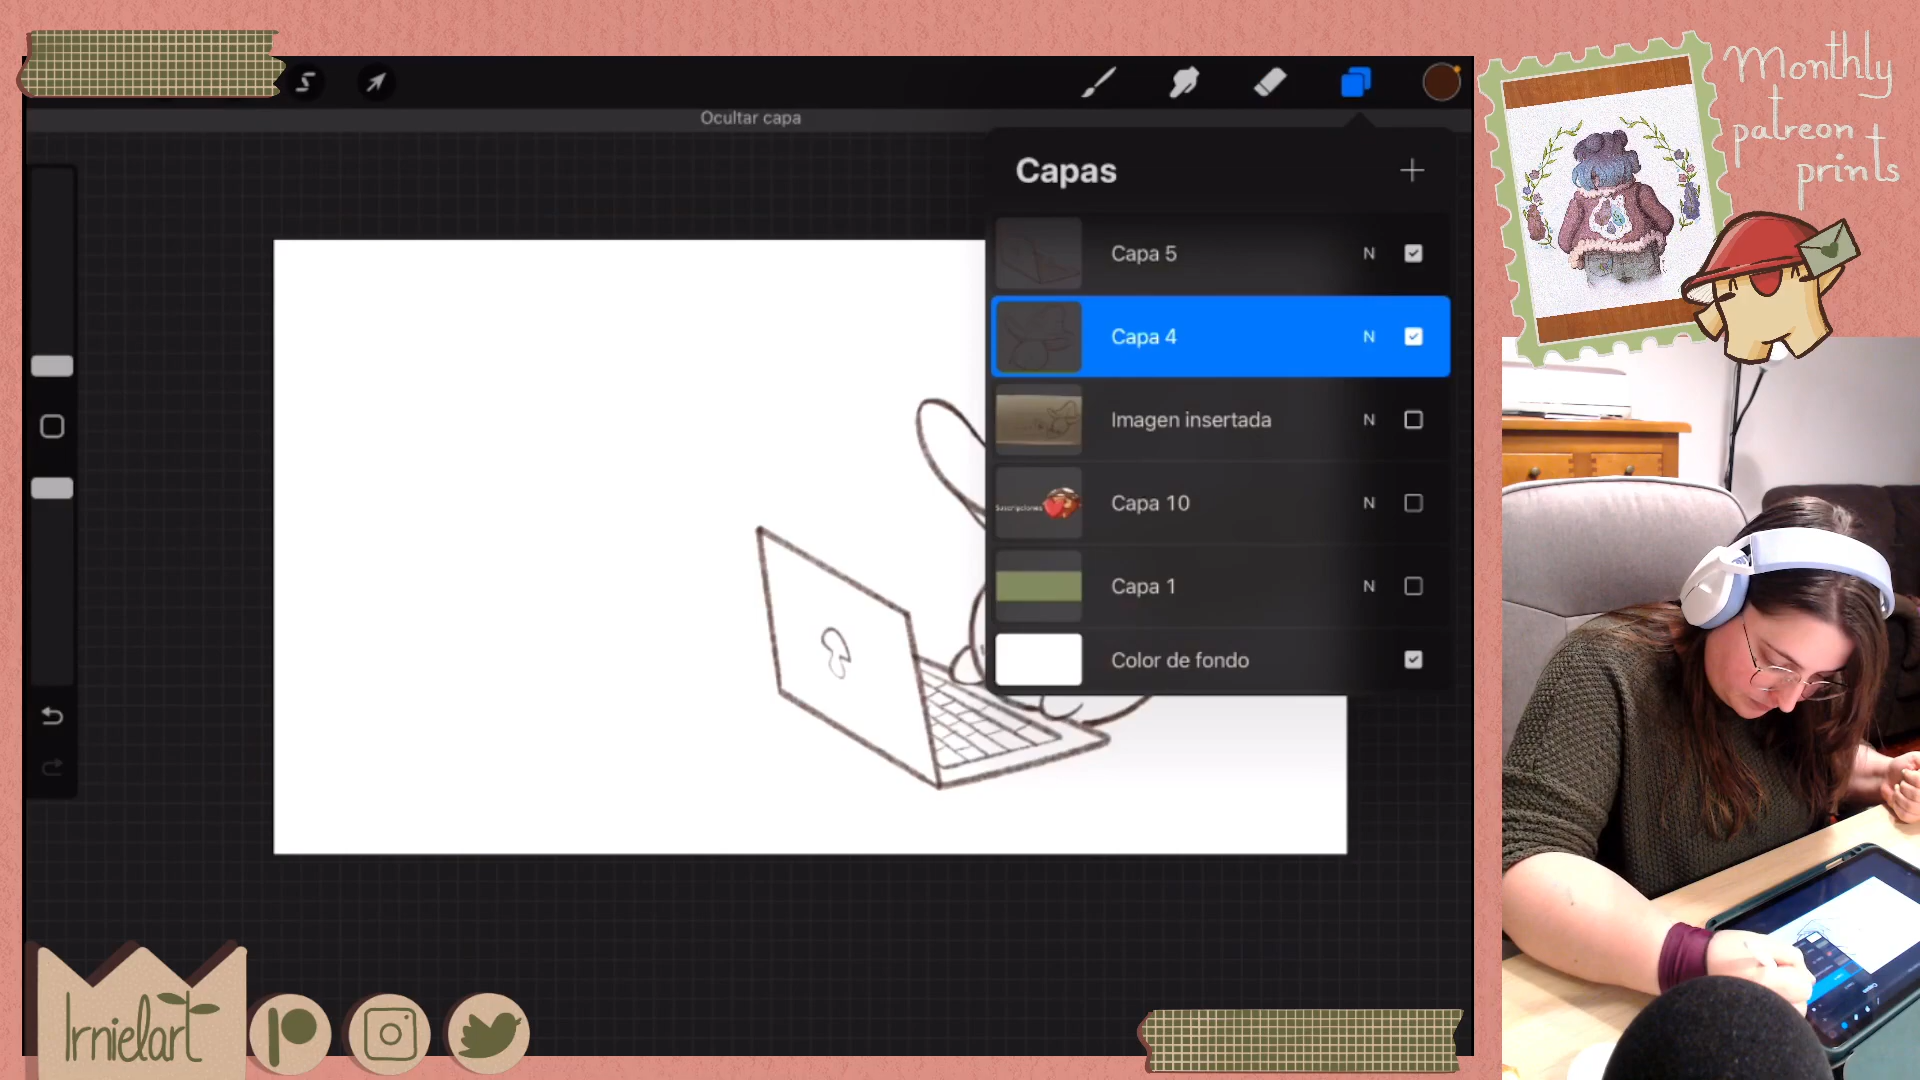 Monthly
patreon
prints
Ocultar capa
Capas
Capa 5
N
Capa 4
N
Imagen insertada
N
Suscripciones
Capa 10
N
Capa 1
N
Color de fondo
Irnielart